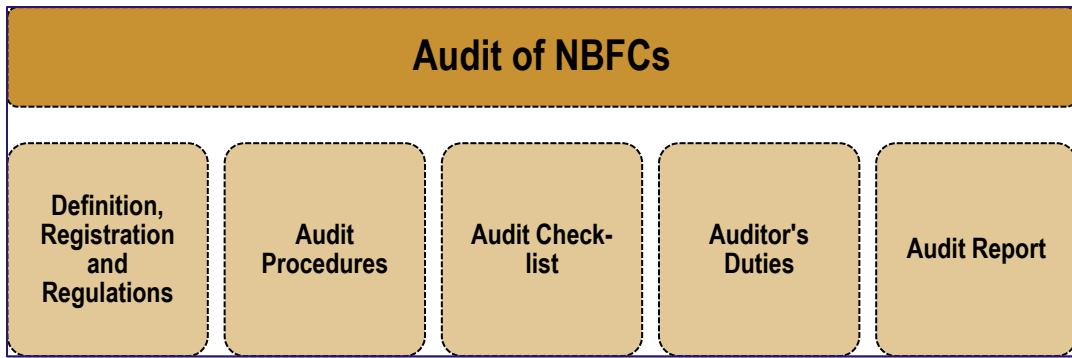 Audit of NBFCs
Definition,
Registration
and
Regulations
Audit
Procedures
Audit Check-
list
Auditor's
Duties
Audit Report